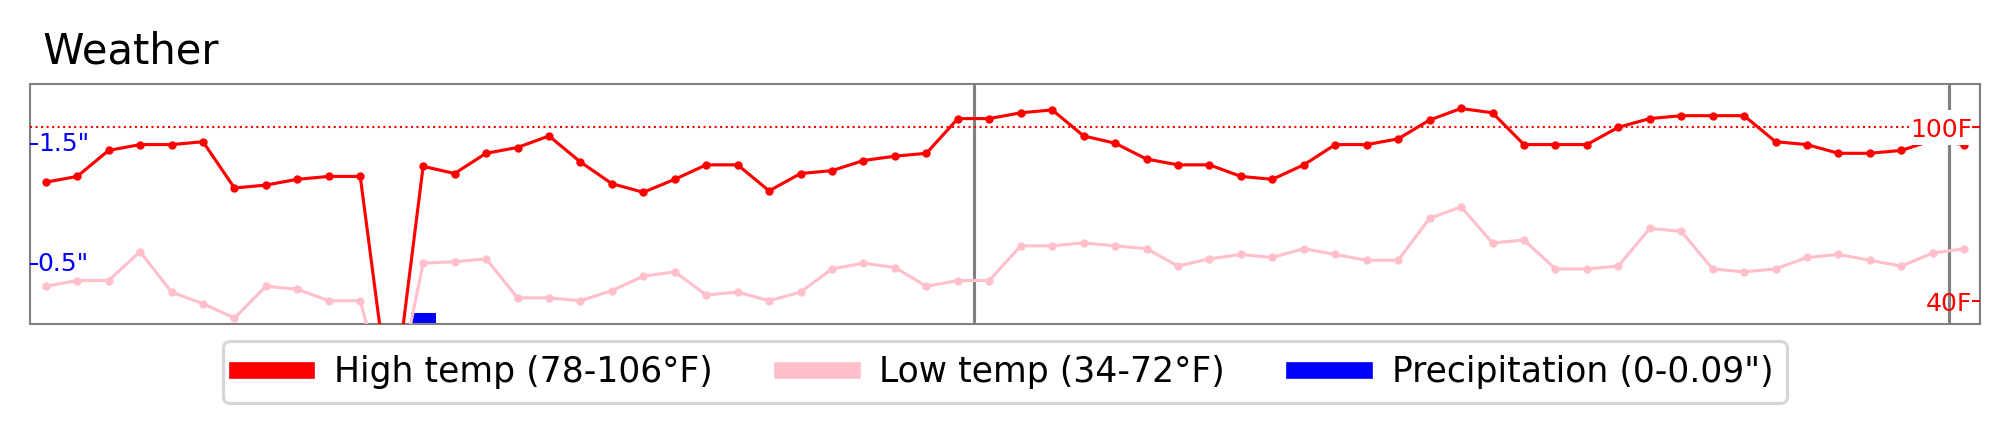 Weather
1.5"
100F
0.5"
40F
High temp (78-106°F) Low temp (34-72°F) Precipitation (0-0.09")